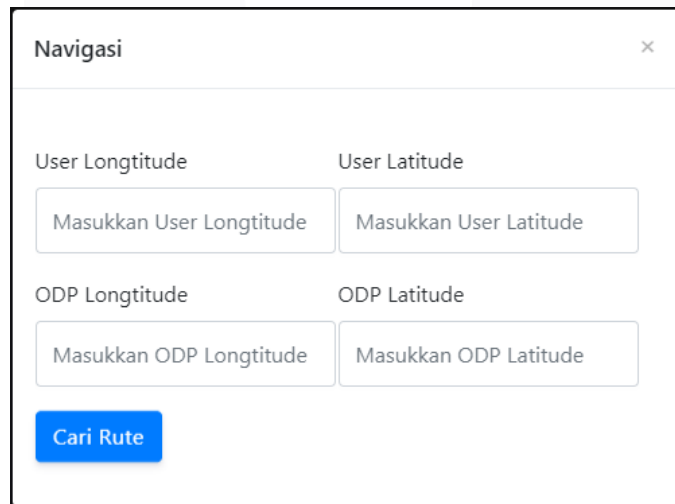 Navigasi ×
User Longtitude User Latitude
Masukkan User Longtitude Masukkan User Latitude
ODP Longtitude ODP Latitude
Masukkan ODP Longtitude Masukkan ODP Latitude
Cari Rute